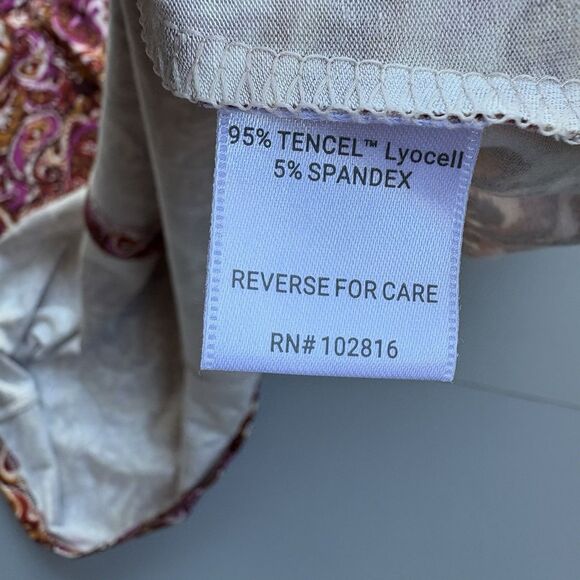 95% TENCEL™ Lyocell
5% SPANDEX
REVERSE FOR CARE
RN# 102816